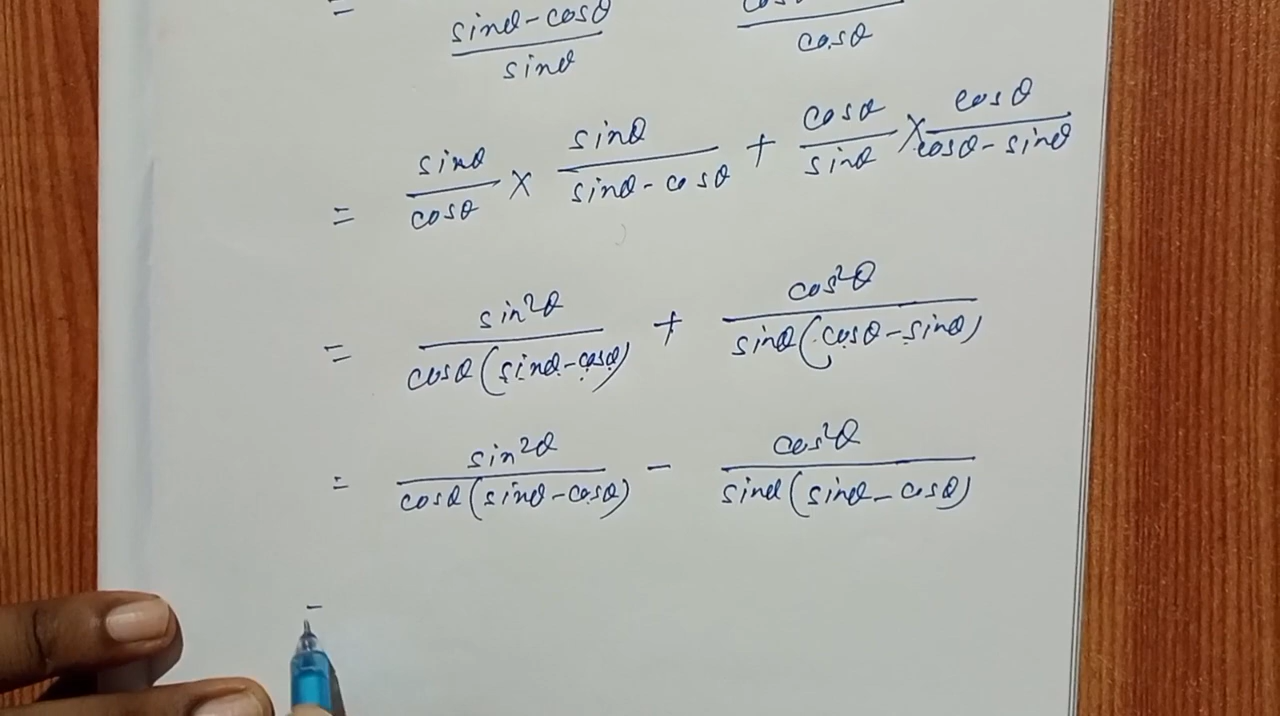 = sinθ-cosθ/sinθ cosθ
= sinθ/cosθ × sinθ/sinθ-cosθ + cosθ/sinθ × cosθ/cosθ-sinθ
= sin²θ/cosθ(sinθ-cosθ) + cos²θ/sinθ(cosθ-sinθ)
= sin²θ/cosθ(sinθ-cosθ) - cos²θ/sinθ(sinθ-cosθ)
-